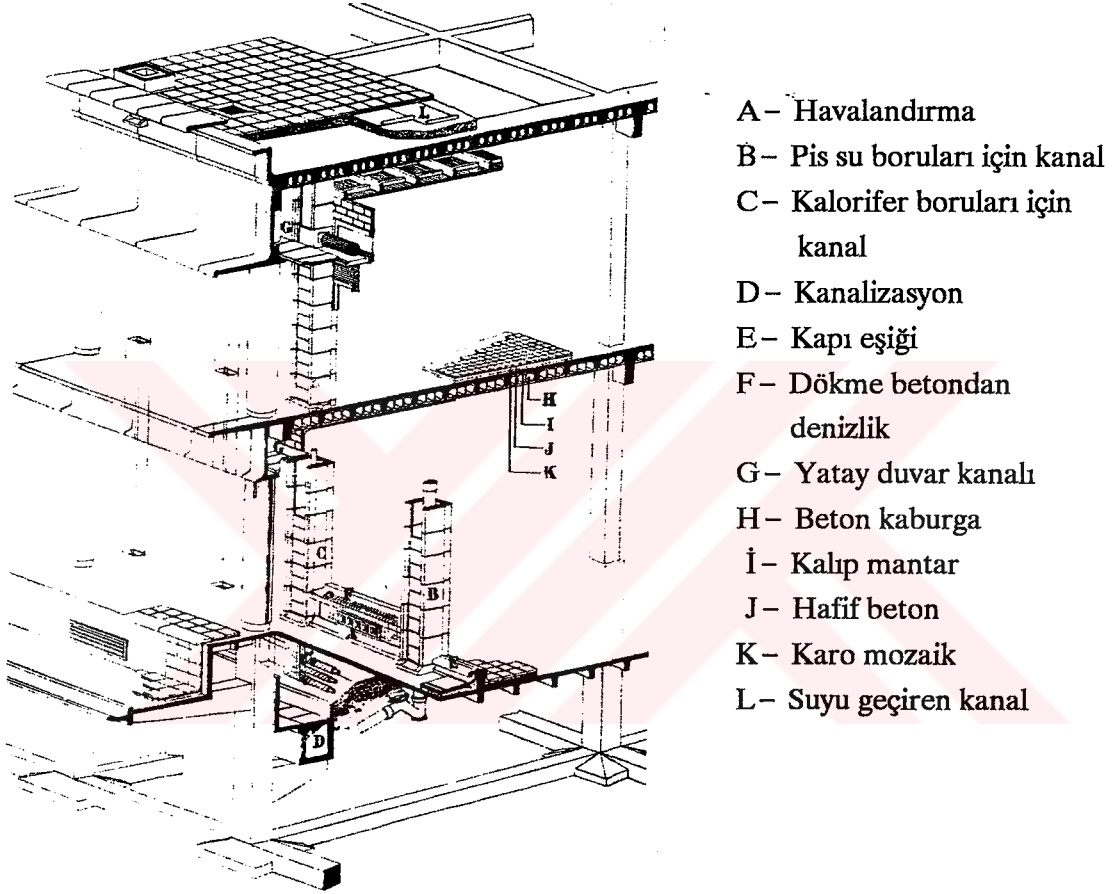 A – Havalandırma
B – Pis su boruları için kanal
C – Kalorifer boruları için
kanal
D – Kanalizasyon
E – Kapı eşiği
F – Dökme betondan
denizlik
G – Yatay duvar kanalı
H – Beton kaburga
İ – Kalıp mantar
J – Hafif beton
K – Karo mozaik
L – Suyu geçiren kanal
L
G
H
I
J
K
C
B
F
A
D